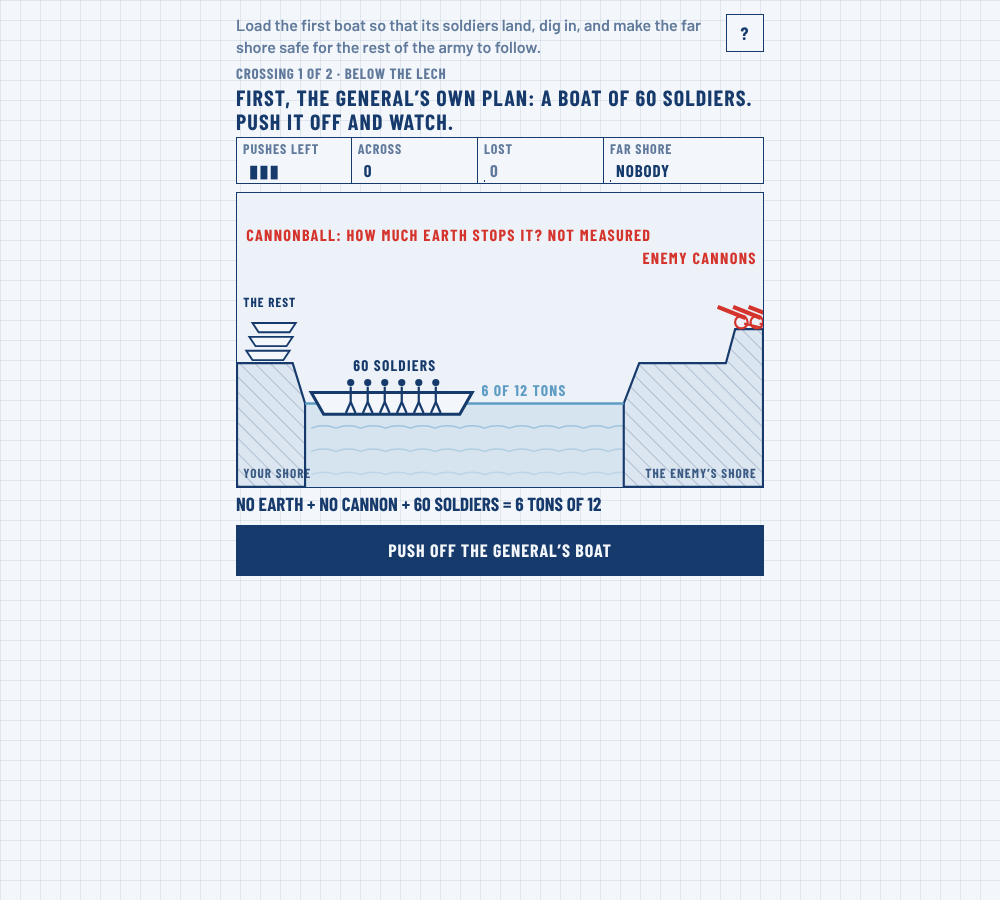 Load the first boat so that its soldiers land, dig in, and make the far
shore safe for the rest of the army to follow.
?
CROSSING 1 OF 2 · BELOW THE LECH
FIRST, THE GENERAL’S OWN PLAN: A BOAT OF 60 SOLDIERS.
PUSH IT OFF AND WATCH.
PUSHES LEFT
ACROSS
0
LOST
0
FAR SHORE
NOBODY
CANNONBALL: HOW MUCH EARTH STOPS IT? NOT MEASURED
ENEMY CANNONS
THE REST
60 SOLDIERS
6 OF 12 TONS
YOUR SHORE
THE ENEMY’S SHORE
NO EARTH + NO CANNON + 60 SOLDIERS = 6 TONS OF 12
PUSH OFF THE GENERAL’S BOAT